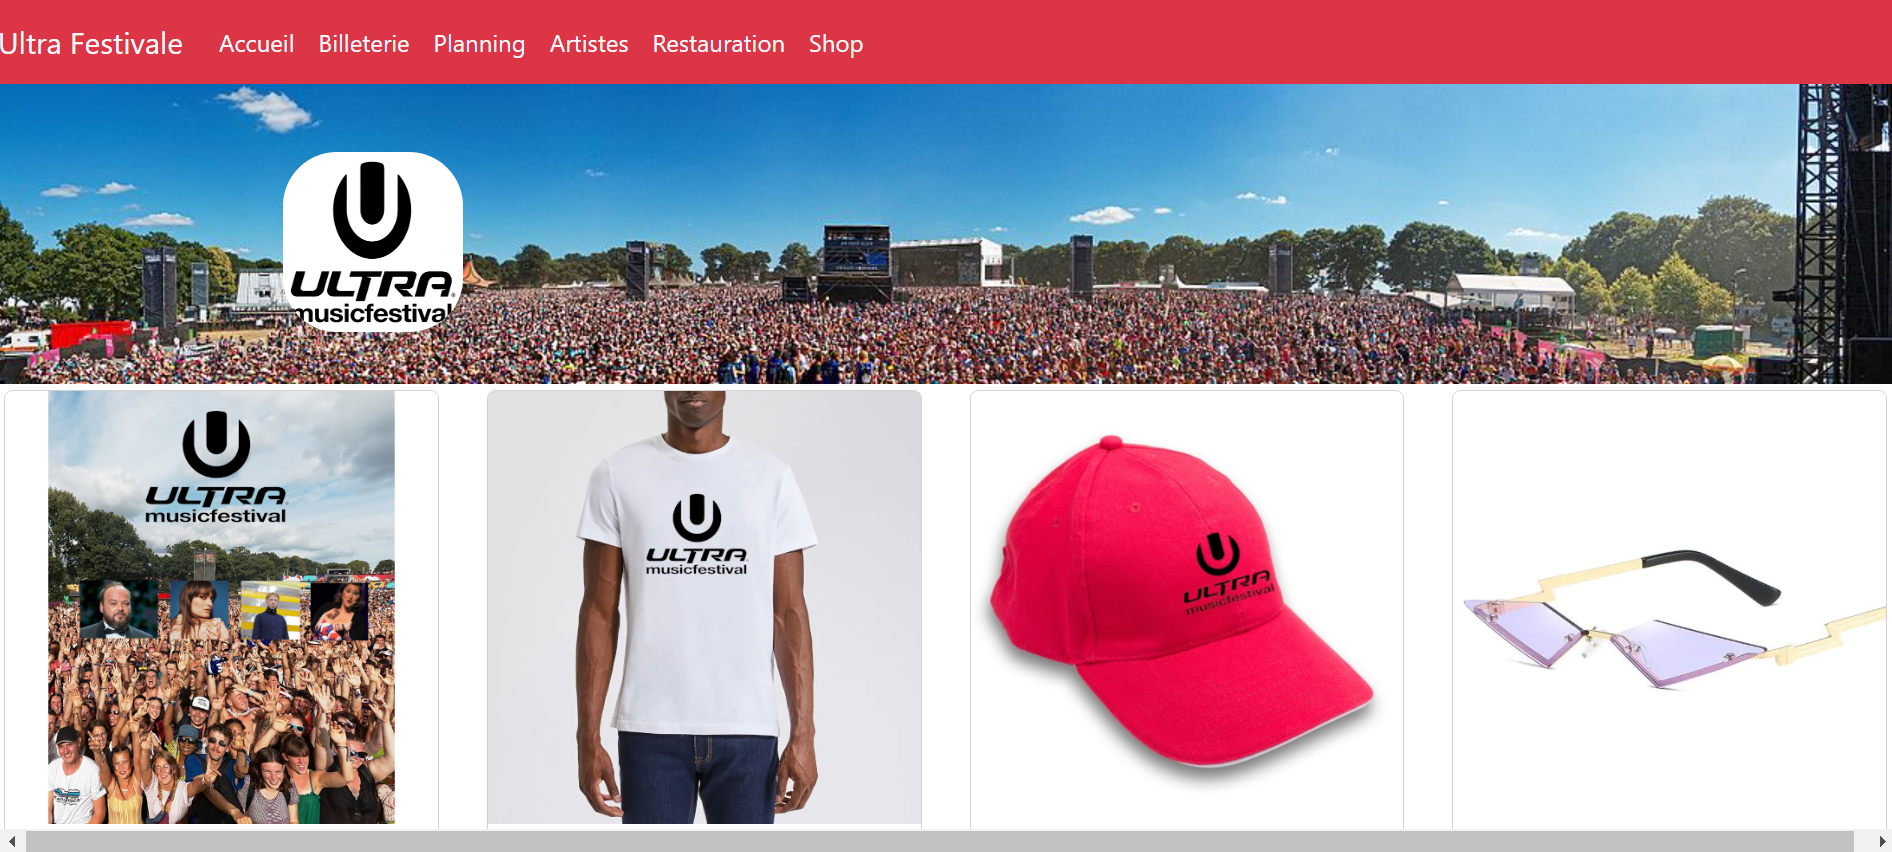 Ultra Festivale Accueil Billeterie Planning Artistes Restauration Shop
ULTRA
musicfestival
ULTRA
musicfestival
ULTRA
musicfestival
ULTRA
musicfestival